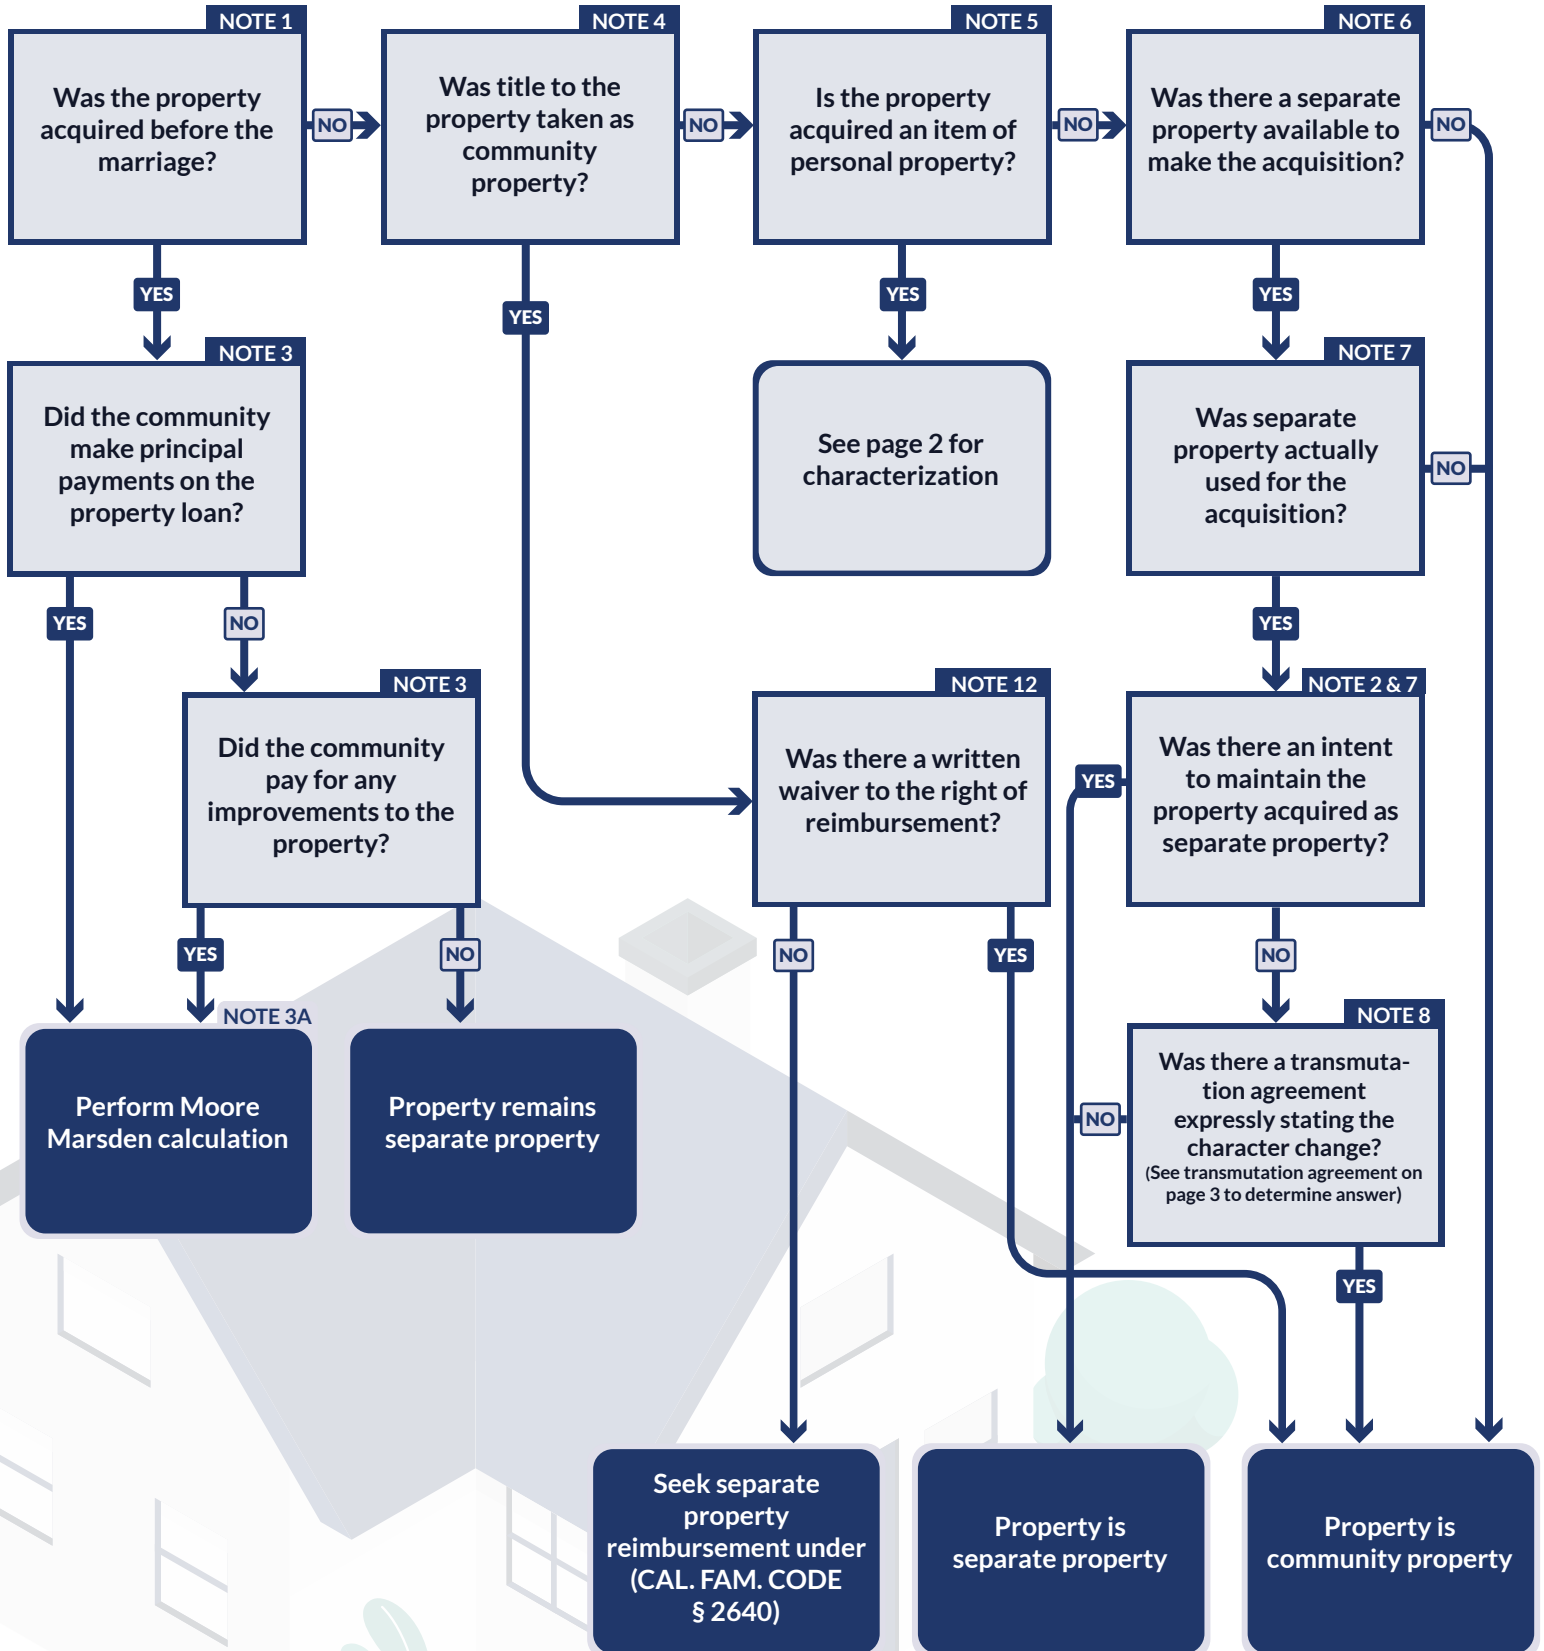 NOTE 1
Was the property
acquired before the
marriage?
NO
NOTE 4
Was title to the
property taken as
community
property?
NO
NOTE 5
Is the property
acquired an item of
personal property?
NO
NOTE 6
Was there a separate
property available to
make the acquisition?
NO
YES
YES
YES
YES
NOTE 3
Did the community
make principal
payments on the
property loan?
See page 2 for
characterization
NOTE 7
Was separate
property actually
used for the
acquisition?
NO
YES
NO
YES
NOTE 3
Did the community
pay for any
improvements to the
property?
NOTE 12
Was there a written
waiver to the right of
reimbursement?
NOTE 2 & 7
Was there an intent
to maintain the
property acquired as
separate property?
YES
YES
NO
NO
YES
NO
NOTE 3A
Perform Moore
Marsden calculation
Property remains
separate property
NOTE 8
Was there a transmuta-
tion agreement
expressly stating the
character change?
(See transmutation agreement on
page 3 to determine answer)
NO
YES
Seek separate
property
reimbursement under
(CAL. FAM. CODE
§ 2640)
Property is
separate property
Property is
community property